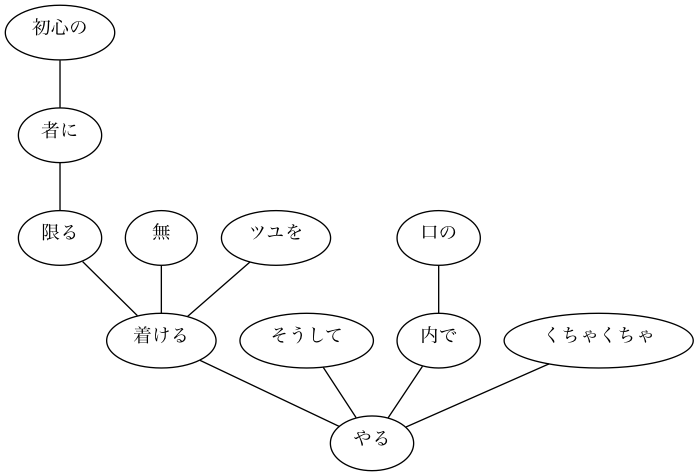 初心の
者に
限る
無
ツユを
口の
着ける
そうして
内で
くちゃくちゃ
やる